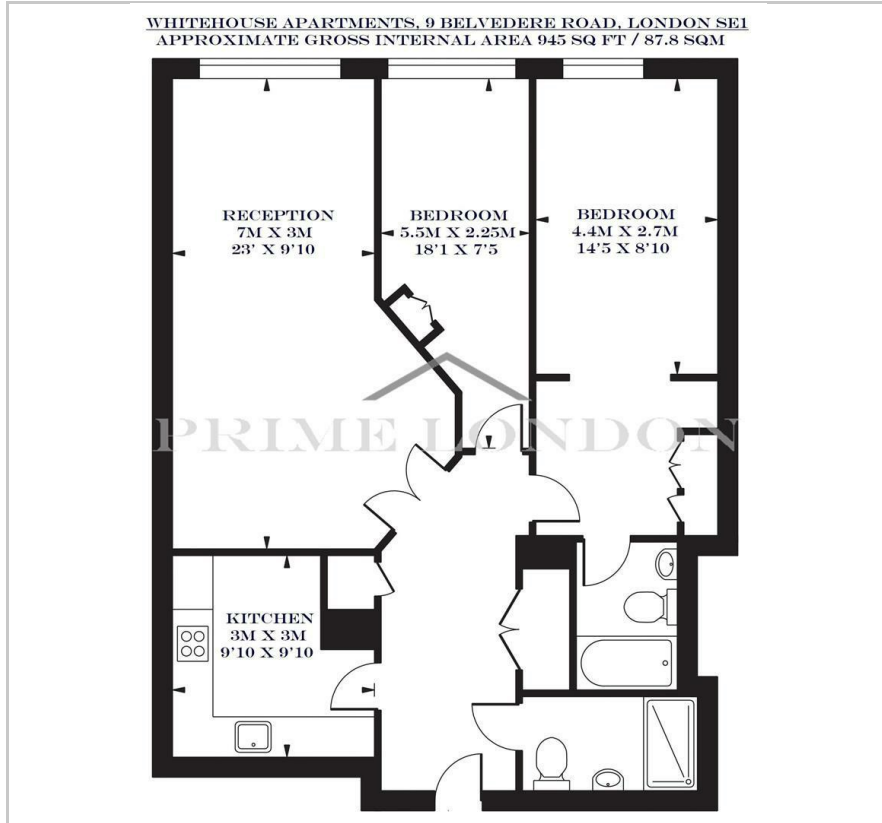 WHITEHOUSE APARTMENTS, 9 BELVEDERE ROAD, LONDON SE1
APPROXIMATE GROSS INTERNAL AREA 945 SQ FT / 87.8 SQM
RECEPTION
7M X 3M
23' X 9'10
BEDROOM
5.5M X 2.25M
18'1 X 7'5
BEDROOM
4.4M X 2.7M
14'5 X 8'10
PRIME LONDON
KITCHEN
3M X 3M
9'10 X 9'10